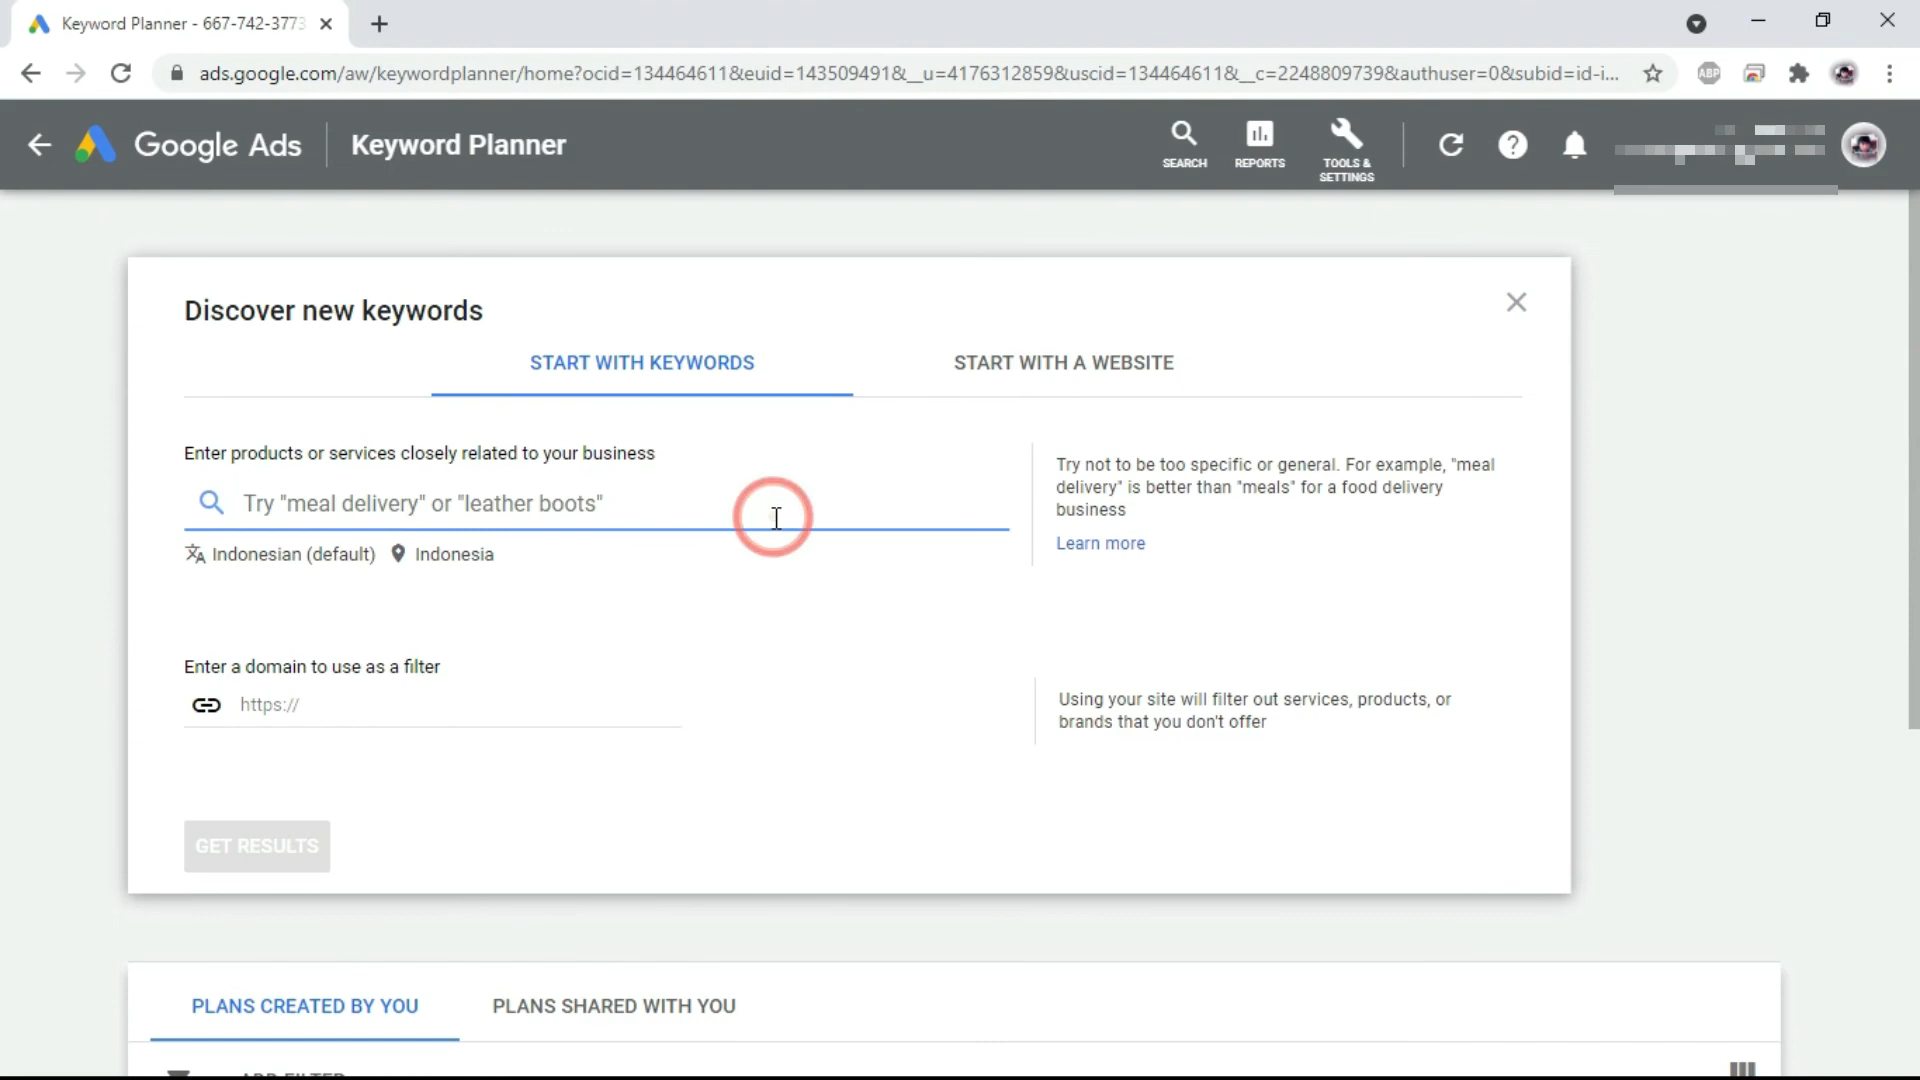 Keyword Planner - 667-742-3773
ads.google.com/aw/keywordplanner/home?ocid=134464611&euid=143509491&__u=4176312859&uscid=134464611&__c=2248809739&authuser=0&subid=id-i...
ABP
Google Ads
Keyword Planner
SEARCH
REPORTS
TOOLS &
SETTINGS
Discover new keywords
START WITH KEYWORDS
START WITH A WEBSITE
Enter products or services closely related to your business
Try "meal delivery" or "leather boots"
Indonesian (default)
Indonesia
Try not to be too specific or general. For example, "meal
delivery" is better than "meals" for a food delivery
business
Learn more
Enter a domain to use as a filter
https://
Using your site will filter out services, products, or
brands that you don't offer
GET RESULTS
PLANS CREATED BY YOU
PLANS SHARED WITH YOU
ADD FILTER